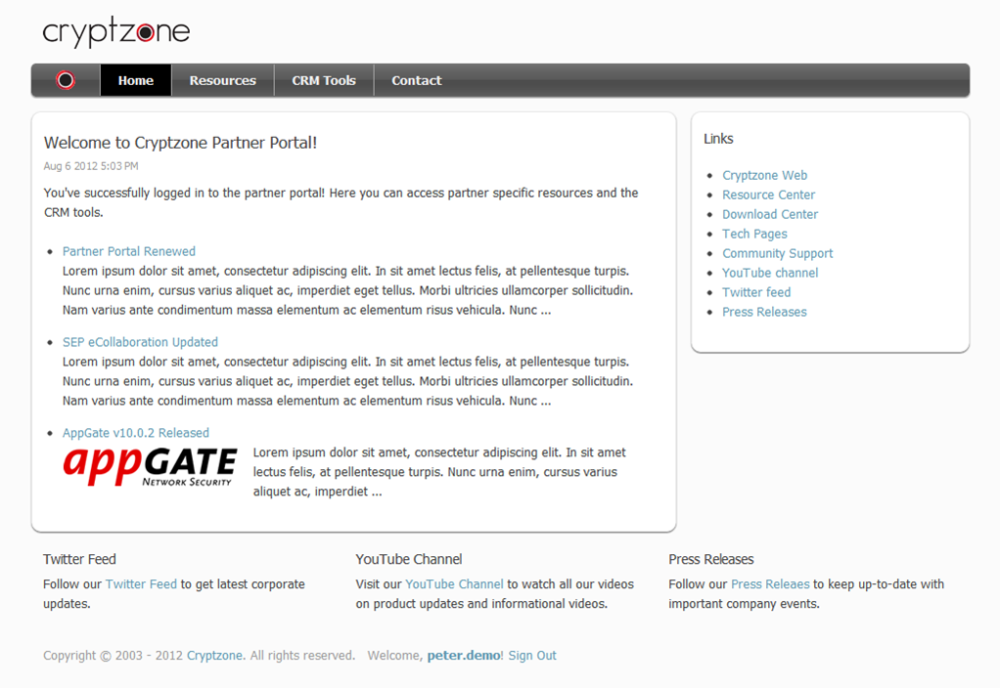 cryptzone
Home Resources CRM Tools Contact
Welcome to Cryptzone Partner Portal!
Aug 6 2012 5:03 PM
You've successfully logged in to the partner portal! Here you can access partner specific resources and the
CRM tools.
Partner Portal Renewed
Lorem ipsum dolor sit amet, consectetur adipiscing elit. In sit amet lectus felis, at pellentesque turpis.
Nunc urna enim, cursus varius aliquet ac, imperdiet eget tellus. Morbi ultricies ullamcorper sollicitudin.
Nam varius ante condimentum massa elementum ac elementum risus vehicula. Nunc ...
SEP eCollaboration Updated
Lorem ipsum dolor sit amet, consectetur adipiscing elit. In sit amet lectus felis, at pellentesque turpis.
Nunc urna enim, cursus varius aliquet ac, imperdiet eget tellus. Morbi ultricies ullamcorper sollicitudin.
Nam varius ante condimentum massa elementum ac elementum risus vehicula. Nunc ...
AppGate v10.0.2 Released
appGATE
NETWORK SECURITY
Lorem ipsum dolor sit amet, consectetur adipiscing elit. In sit amet
lectus felis, at pellentesque turpis. Nunc urna enim, cursus varius
aliquet ac, imperdiet ...
Links
Cryptzone Web
Resource Center
Download Center
Tech Pages
Community Support
YouTube channel
Twitter feed
Press Releases
Twitter Feed
Follow our Twitter Feed to get latest corporate
updates.
YouTube Channel
Visit our YouTube Channel to watch all our videos
on product updates and informational videos.
Press Releases
Follow our Press Releaes to keep up-to-date with
important company events.
Copyright © 2003 - 2012 Cryptzone. All rights reserved. Welcome, peter.demo! Sign Out